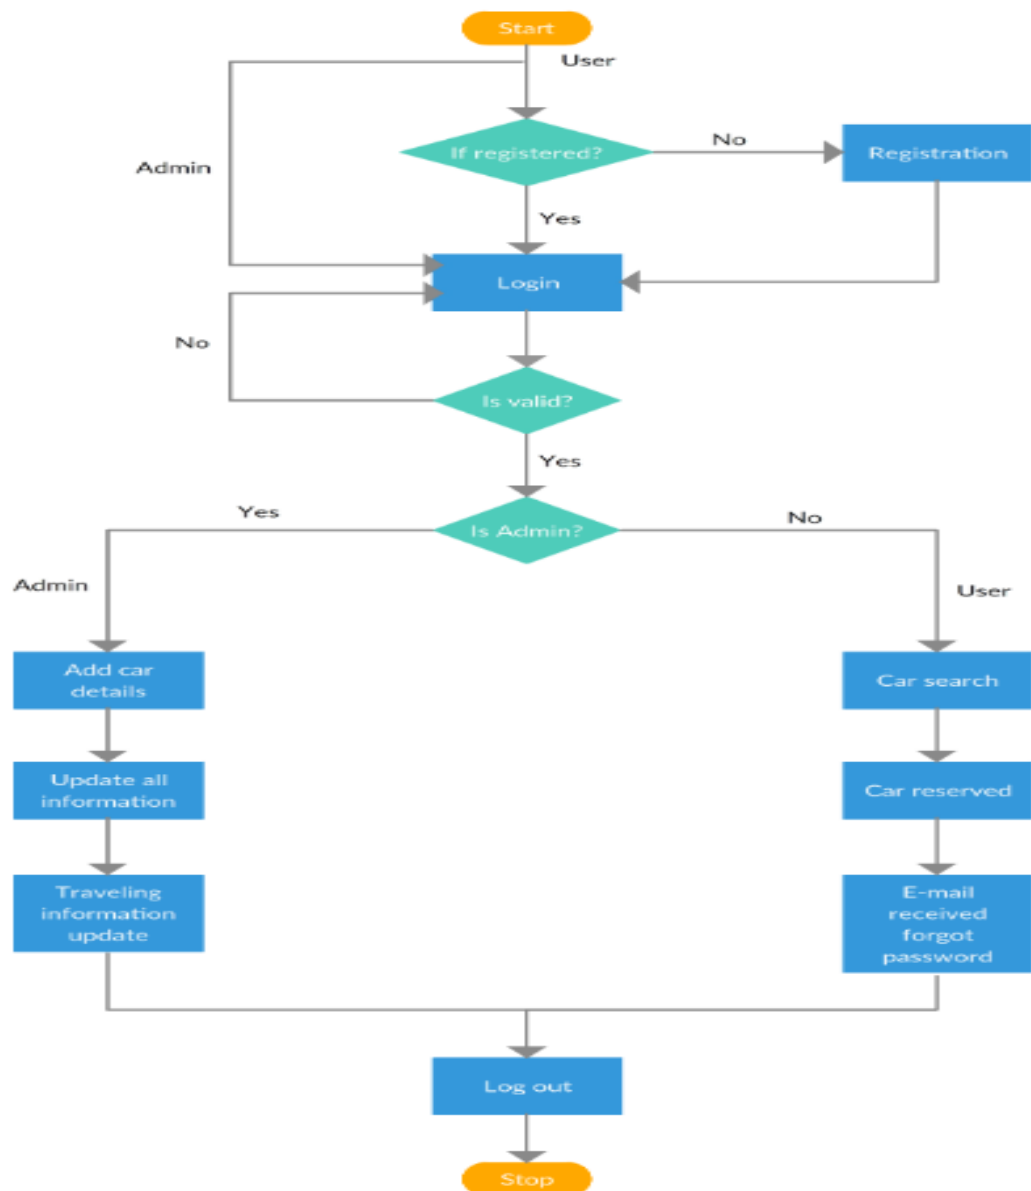 Start
User
If registered?
No
Registration
Admin
Yes
Login
No
Is valid?
Yes
Yes
Is Admin?
No
Admin
User
Add car
details
Car search
Update all
information
Car reserved
Traveling
information
update
E-mail
received
forgot
password
Log out
Stop